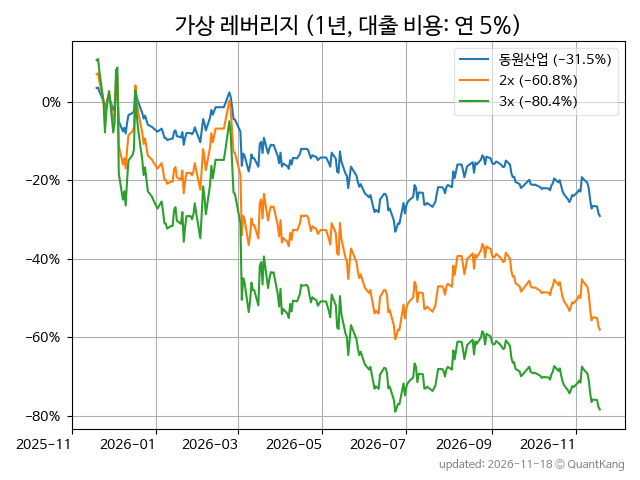 가상 레버리지 (1년, 대출 비용: 연 5%)
동원산업 (-31.5%)
2x (-60.8%)
3x (-80.4%)
0%
−20%
−40%
−60%
−80%
2025-11 2026-01 2026-03 2026-05 2026-07 2026-09 2026-11
updated: 2026-11-18 © QuantKang